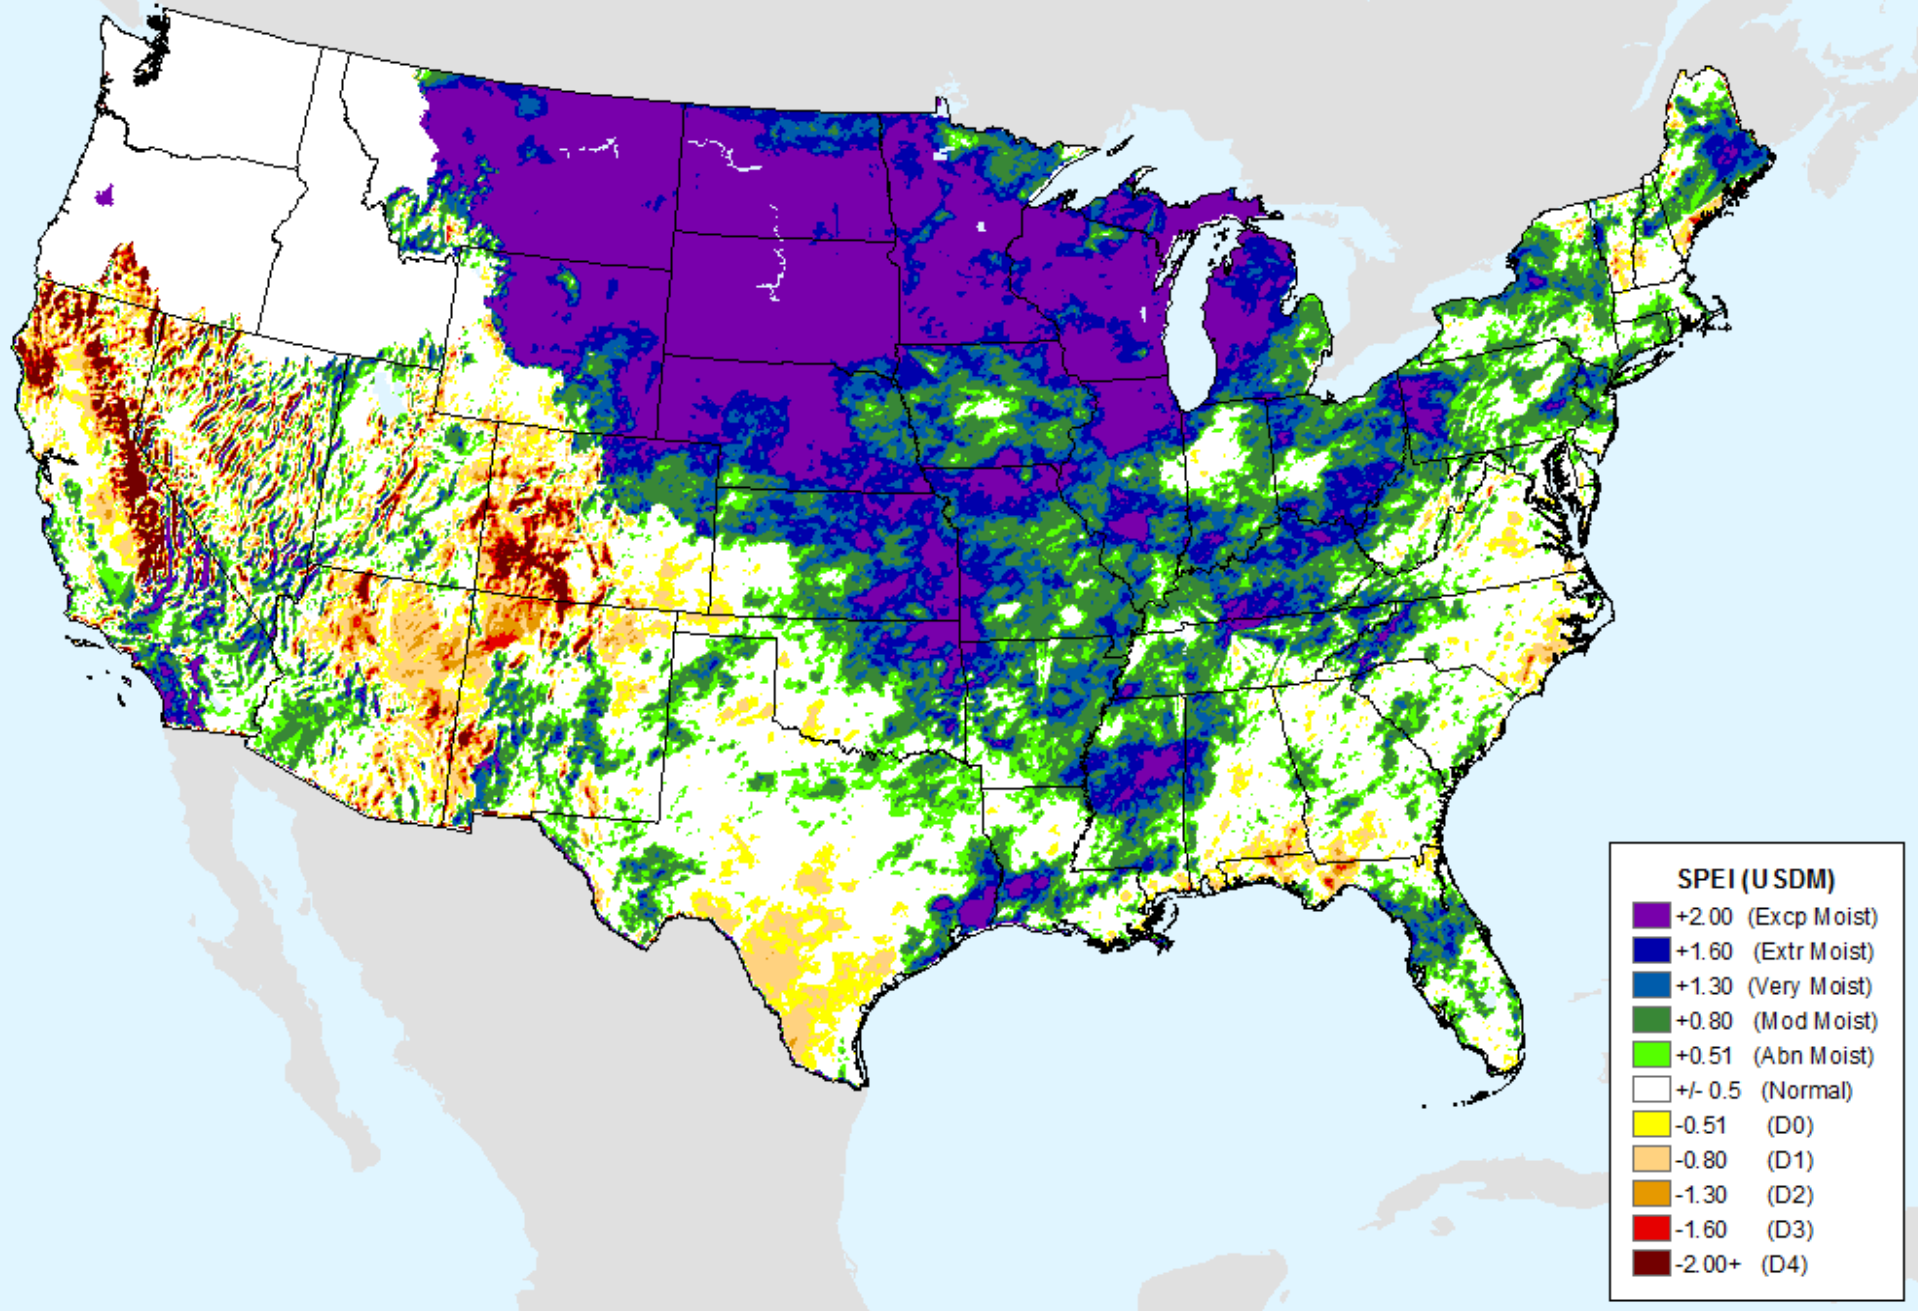 SPEI (USDM)
+2.00 (Excp Moist)
+1.60 (Extr Moist)
+1.30 (Very Moist)
+0.80 (Mod Moist)
+0.51 (Abn Moist)
+/- 0.5 (Normal)
-0.51 (D0)
-0.80 (D1)
-1.30 (D2)
-1.60 (D3)
-2.00+ (D4)